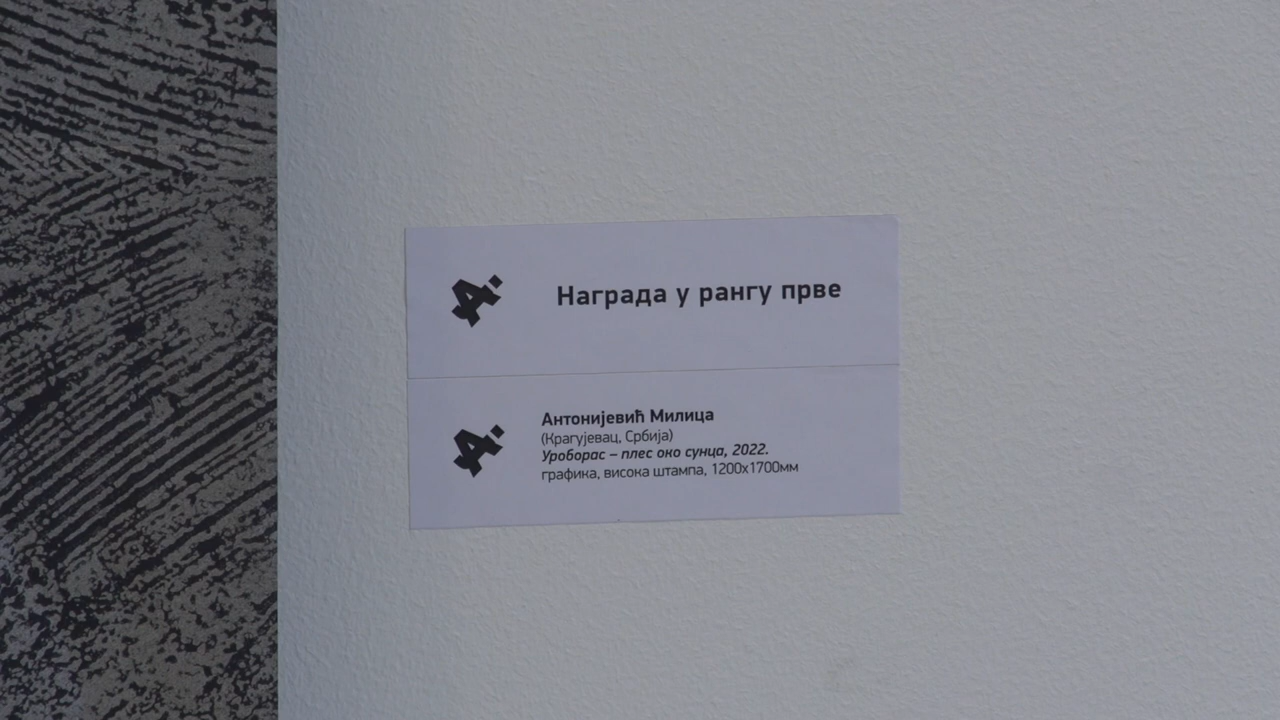 Награда у рангу прве
Антонијевић Милица
(Крагујевац, Србија)
Уроборас – плес око сунца, 2022.
графика, висока штампа, 1200x1700мм